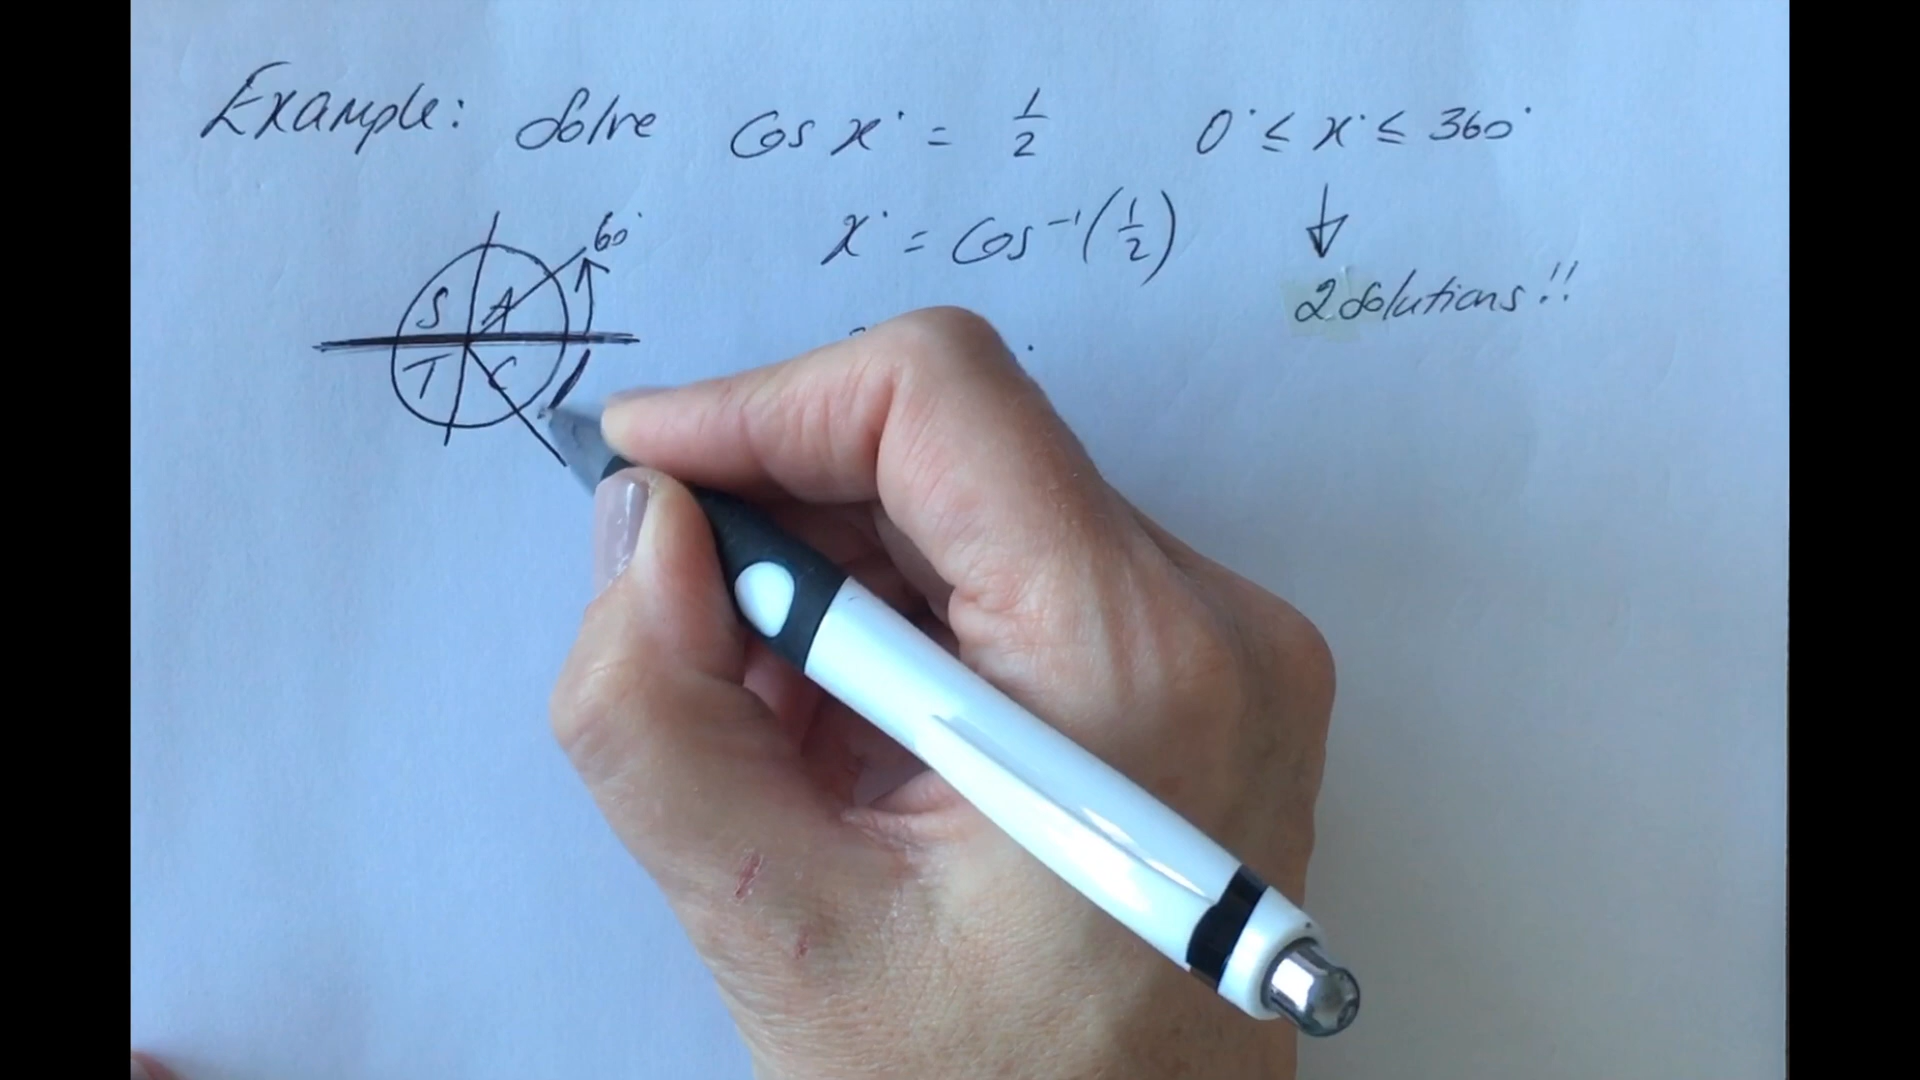 Example: Solve cos x° = 1/2 0° ≤ x° ≤ 360°
x° = cos⁻¹(1/2)
2 solutions!!
60°
S A
T C